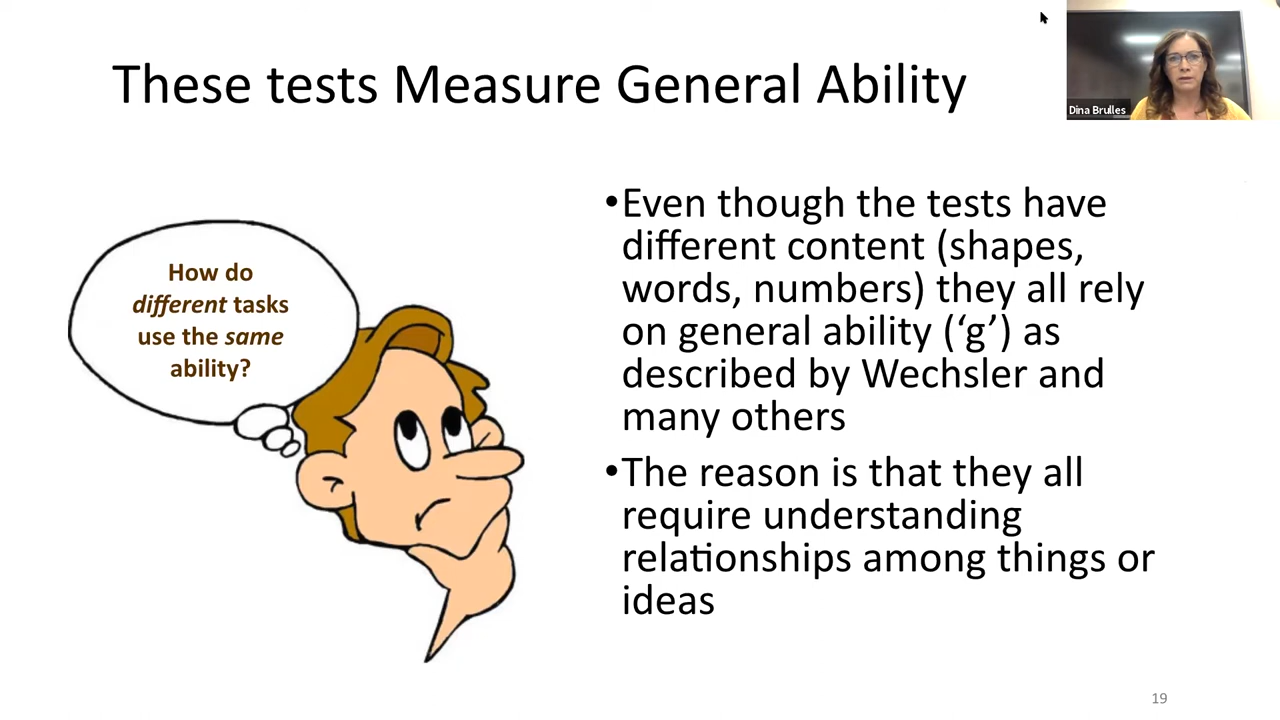 These tests Measure General Ability
Dina Brulles
How do
different tasks
use the same
ability?
•Even though the tests have
different content (shapes,
words, numbers) they all rely
on general ability (‘g’) as
described by Wechsler and
many others
•The reason is that they all
require understanding
relationships among things or
ideas
19